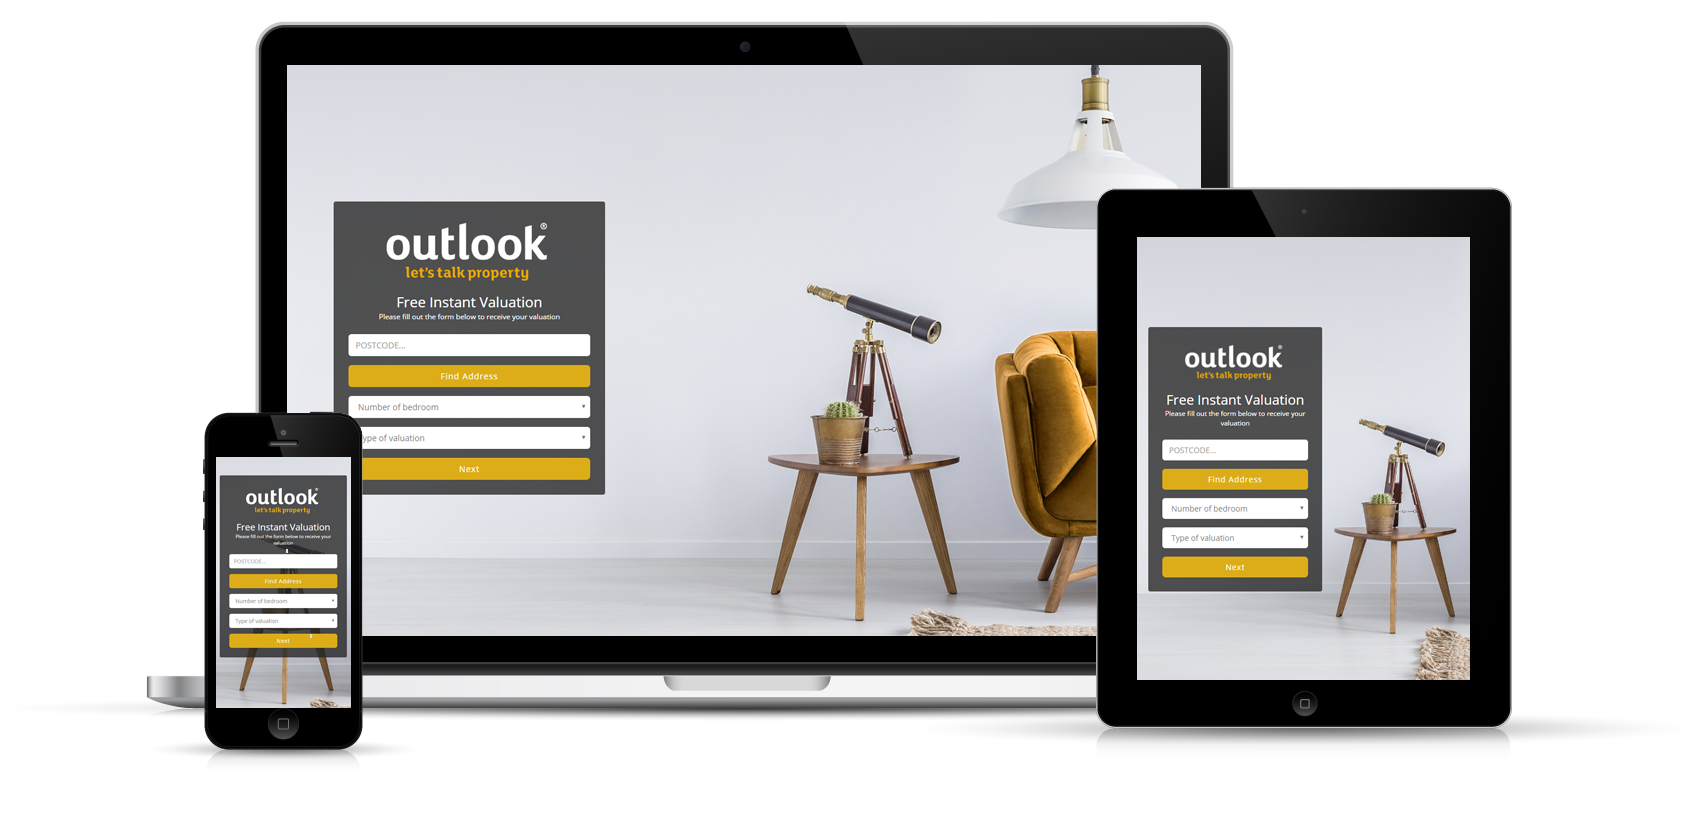 outlook®
let's talk property
Free Instant Valuation
Please fill out the form below to receive your valuation
POSTCODE...
Find Address
Number of bedroom
ype of valuation
Next
outlook
let's talk property
Free Instant Valuation
Please fill out the form below to receive your
valuation
POSTCODE...
Find Address
Number of bedroom
Type of valuation
Next
outlook
let's talk property
Free Instant Valuation
Please fill out the form below to receive your
valuation
POSTCODE...
Find Address
Number of bedroom
Type of valuation
Next